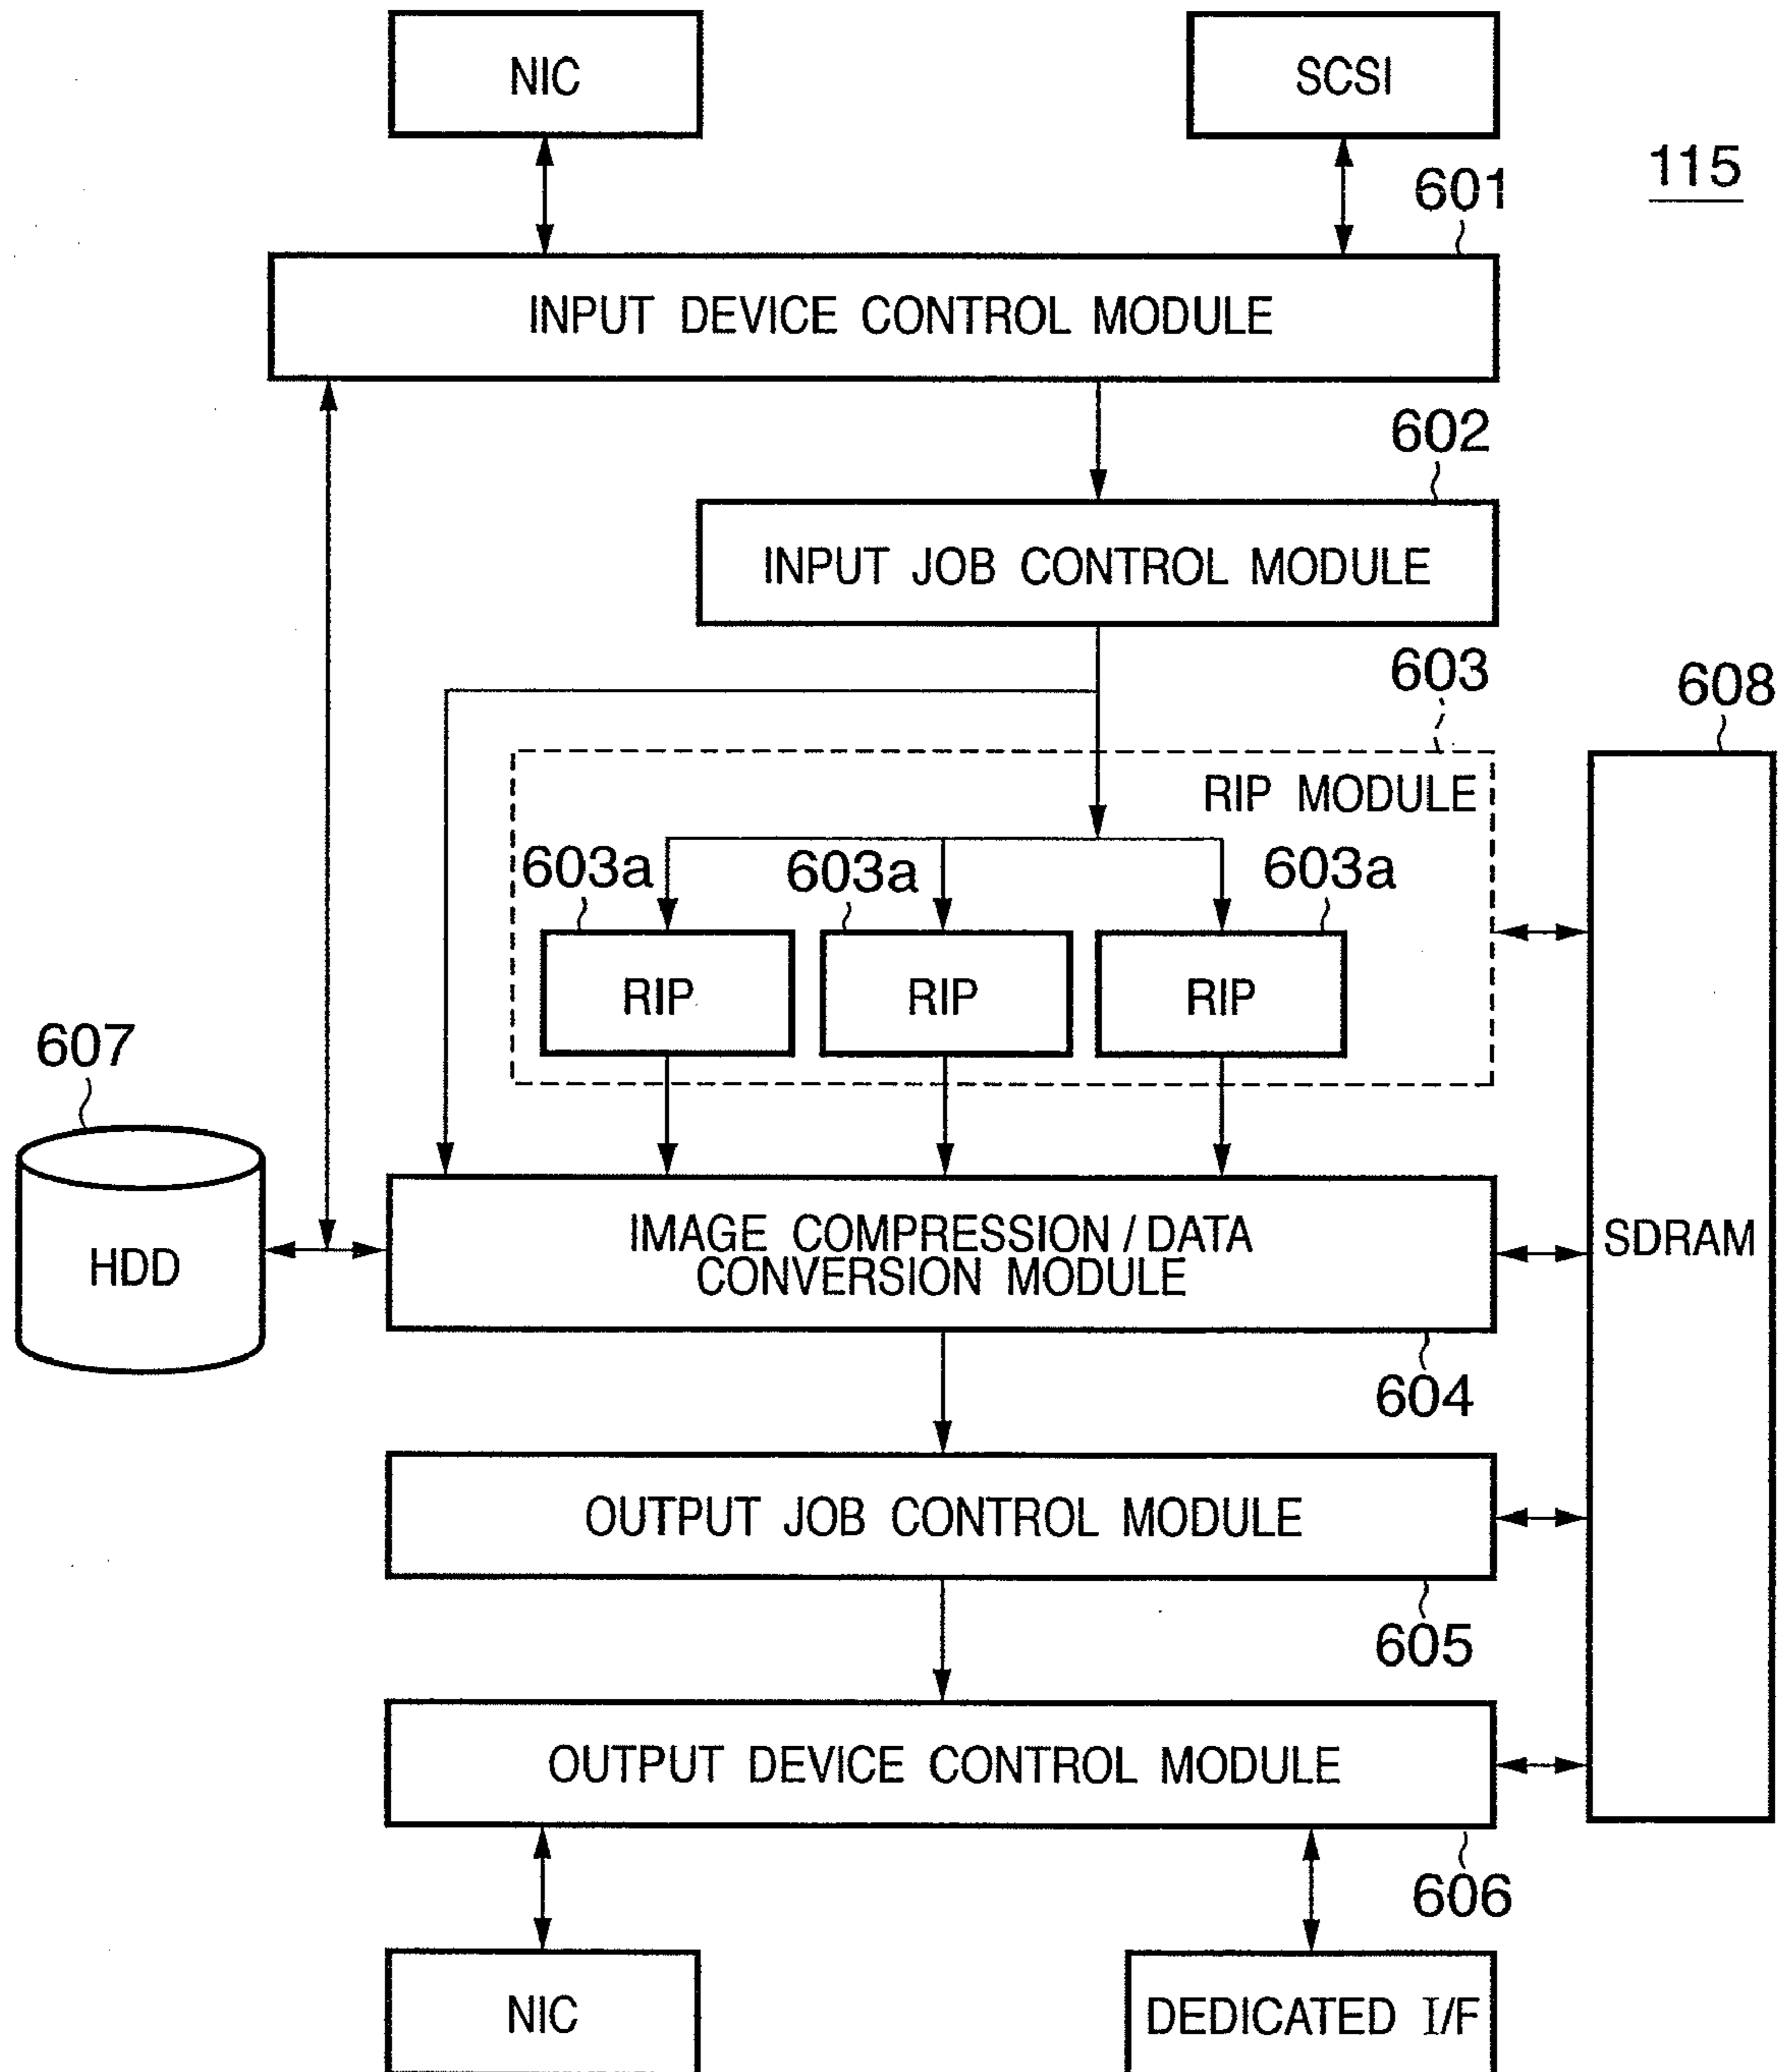 NIC
SCSI
115
601
INPUT DEVICE CONTROL MODULE
602
INPUT JOB CONTROL MODULE
603
608
RIP MODULE
603a
603a
603a
RIP
RIP
RIP
607
HDD
IMAGE COMPRESSION / DATA
CONVERSION MODULE
SDRAM
604
OUTPUT JOB CONTROL MODULE
605
OUTPUT DEVICE CONTROL MODULE
606
NIC
DEDICATED I/F